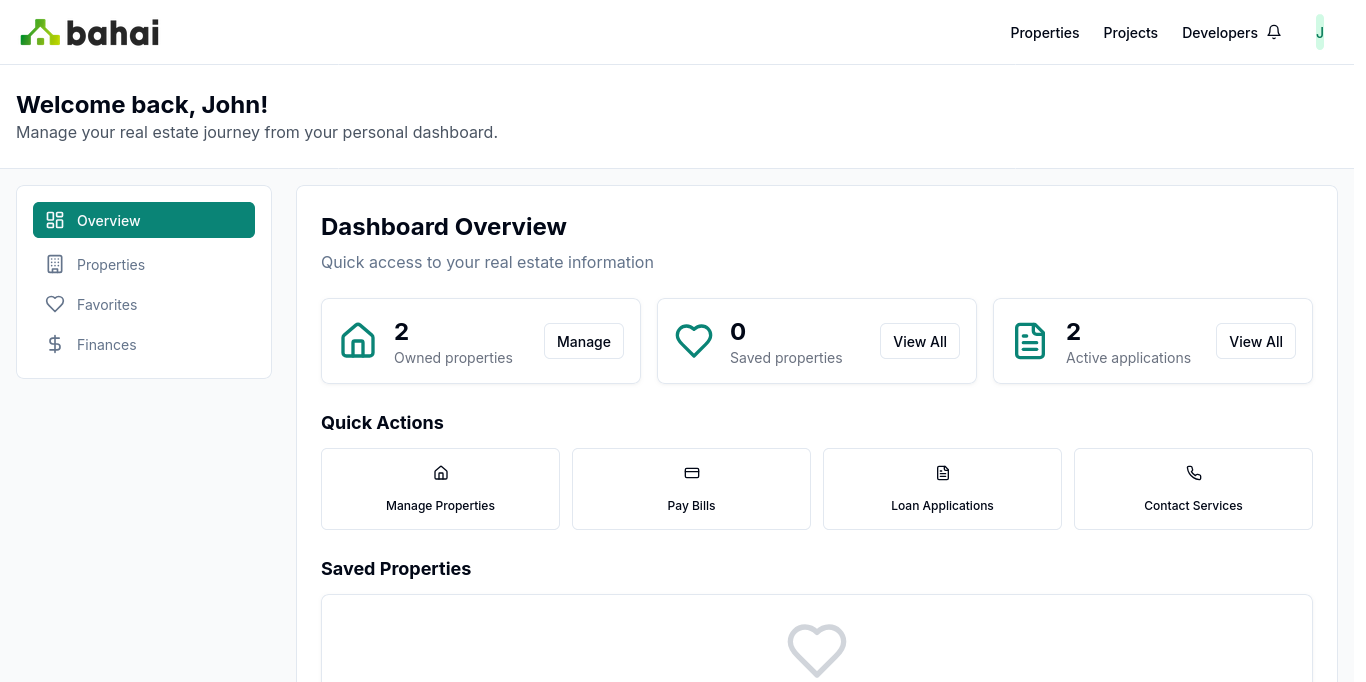 bahai
Properties Projects Developers J
Welcome back, John!
Manage your real estate journey from your personal dashboard.
Overview
Properties
Favorites
Finances
Dashboard Overview
Quick access to your real estate information
2
Owned properties
Manage
0
Saved properties
View All
2
Active applications
View All
Quick Actions
Manage Properties
Pay Bills
Loan Applications
Contact Services
Saved Properties